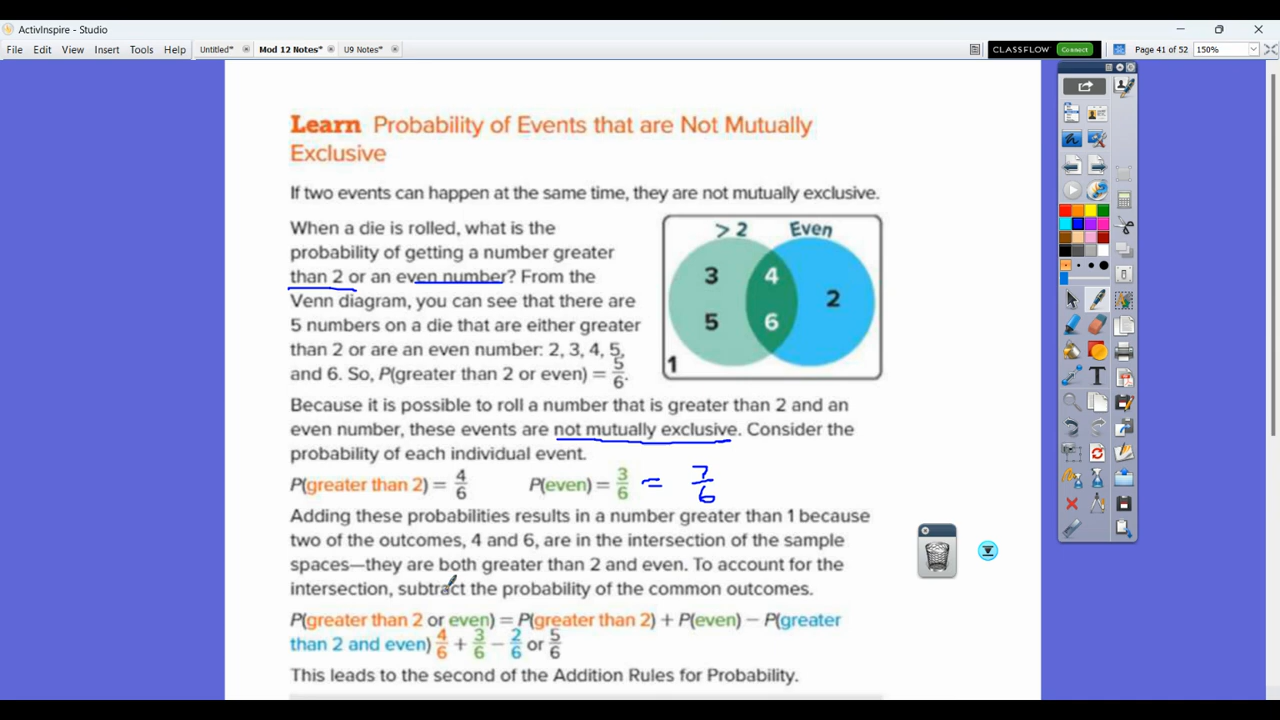 ActivInspire - Studio
File Edit View Insert Tools Help Untitled* Mod 12 Notes* U9 Notes* CLASSFLOW Connect Page 41 of 52 150%
Learn Probability of Events that are Not Mutually
Exclusive
If two events can happen at the same time, they are not mutually exclusive.
When a die is rolled, what is the
probability of getting a number greater
than 2 or an even number? From the
Venn diagram, you can see that there are
5 numbers on a die that are either greater
than 2 or are an even number: 2, 3, 4, 5,
and 6. So, P(greater than 2 or even) = 5/6.
> 2 Even
3 4 2
5 6
1
Because it is possible to roll a number that is greater than 2 and an
even number, these events are not mutually exclusive. Consider the
probability of each individual event.
P(greater than 2) = 4/6 P(even) = 3/6 = 7/6
Adding these probabilities results in a number greater than 1 because
two of the outcomes, 4 and 6, are in the intersection of the sample
spaces—they are both greater than 2 and even. To account for the
intersection, subtract the probability of the common outcomes.
P(greater than 2 or even) = P(greater than 2) + P(even) − P(greater
than 2 and even) 4/6 + 3/6 − 2/6 or 5/6
This leads to the second of the Addition Rules for Probability.